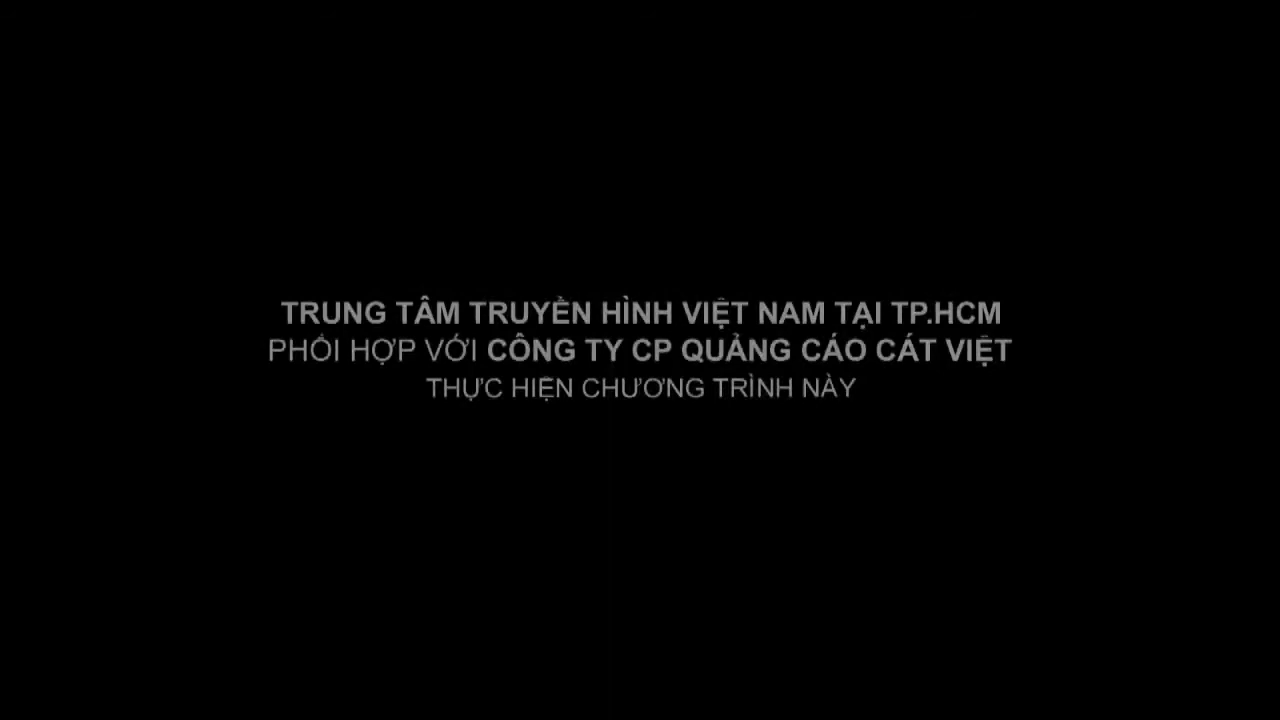 TRUNG TÂM TRUYỀN HÌNH VIỆT NAM TẠI TP.HCM
PHỐI HỢP VỚI CÔNG TY CP QUẢNG CÁO CÁT VIỆT
THỰC HIỆN CHƯƠNG TRÌNH NÀY